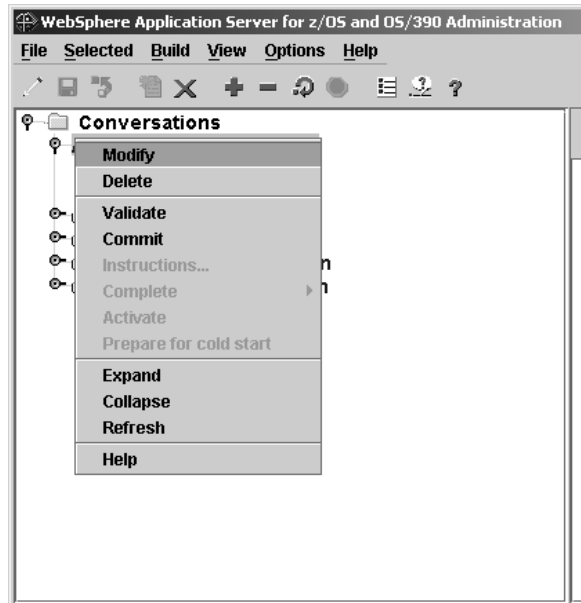 WebSphere Application Server for z/OS and OS/390 Administration
File Selected Build View Options Help
Conversations
Modify
Delete
Validate
Commit
Instructions...
Complete
Activate
Prepare for cold start
Expand
Collapse
Refresh
Help